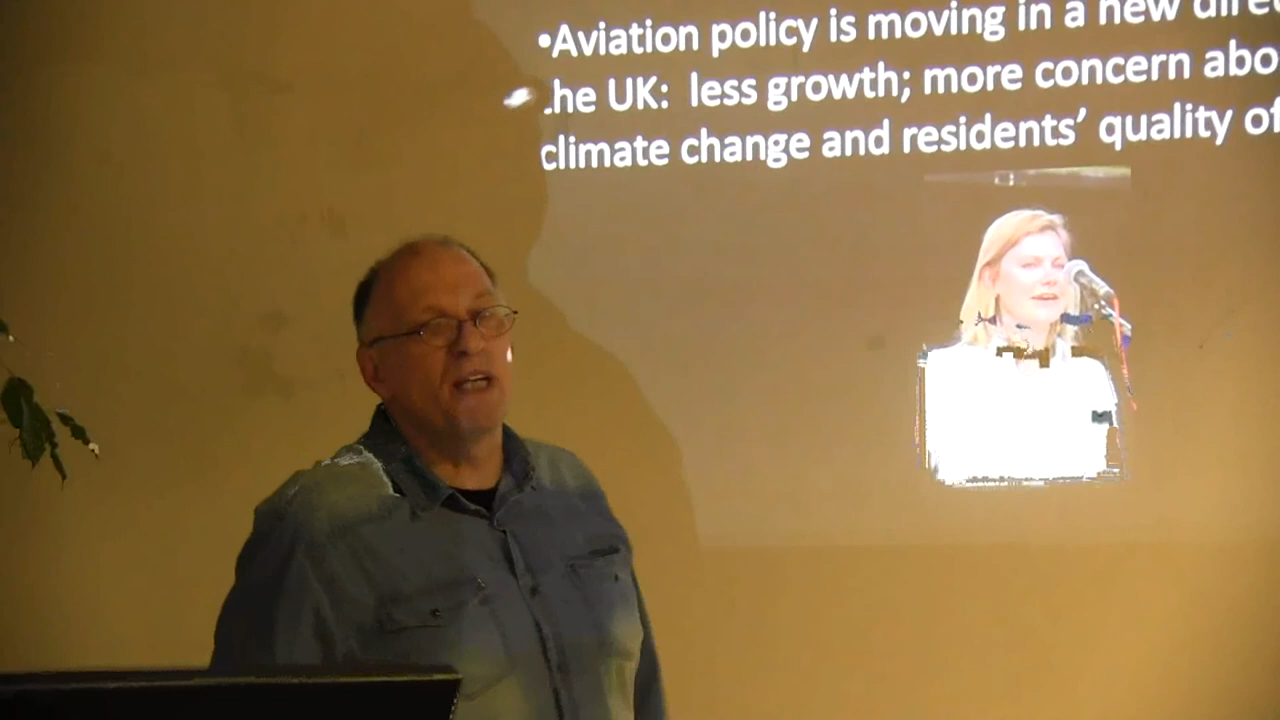 •Aviation policy is moving in a new
.he UK: less growth; more concern
climate change and residents' quality of